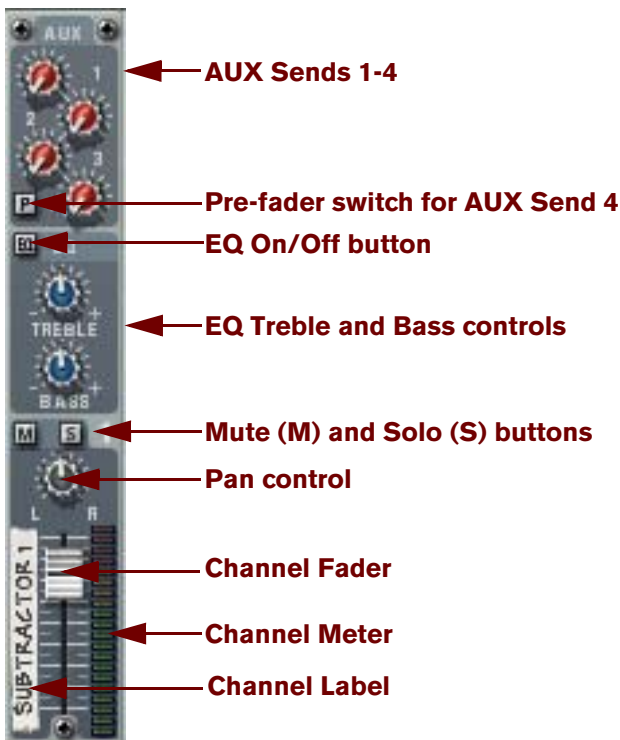 AUX
1
AUX Sends 1-4
2
3
P
Pre-fader switch for AUX Send 4
EQ
EQ On/Off button
- +
TREBLE
EQ Treble and Bass controls
- +
BASS
M S
Mute (M) and Solo (S) buttons
Pan control
L R
SUBTRACTOR 1
Channel Fader
Channel Meter
Channel Label